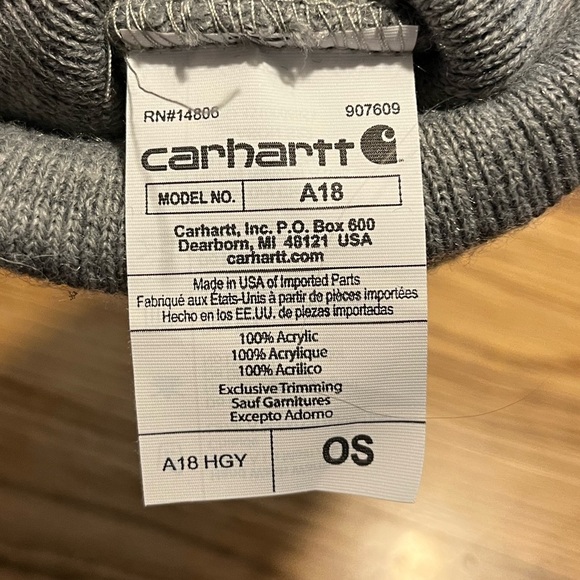 RN#14806 907609
carhartt
MODEL NO. A18
Carhartt, Inc. P.O. Box 600
Dearborn, MI 48121 USA
carhartt.com
Made in USA of Imported Parts
Fabriqué aux États-Unis à partir de pièces importées
Hecho en los EE.UU. de piezas importadas
100% Acrylic
100% Acrylique
100% Acrilico
Exclusive Trimming
Sauf Garnitures
Excepto Adorno
A18 HGY OS